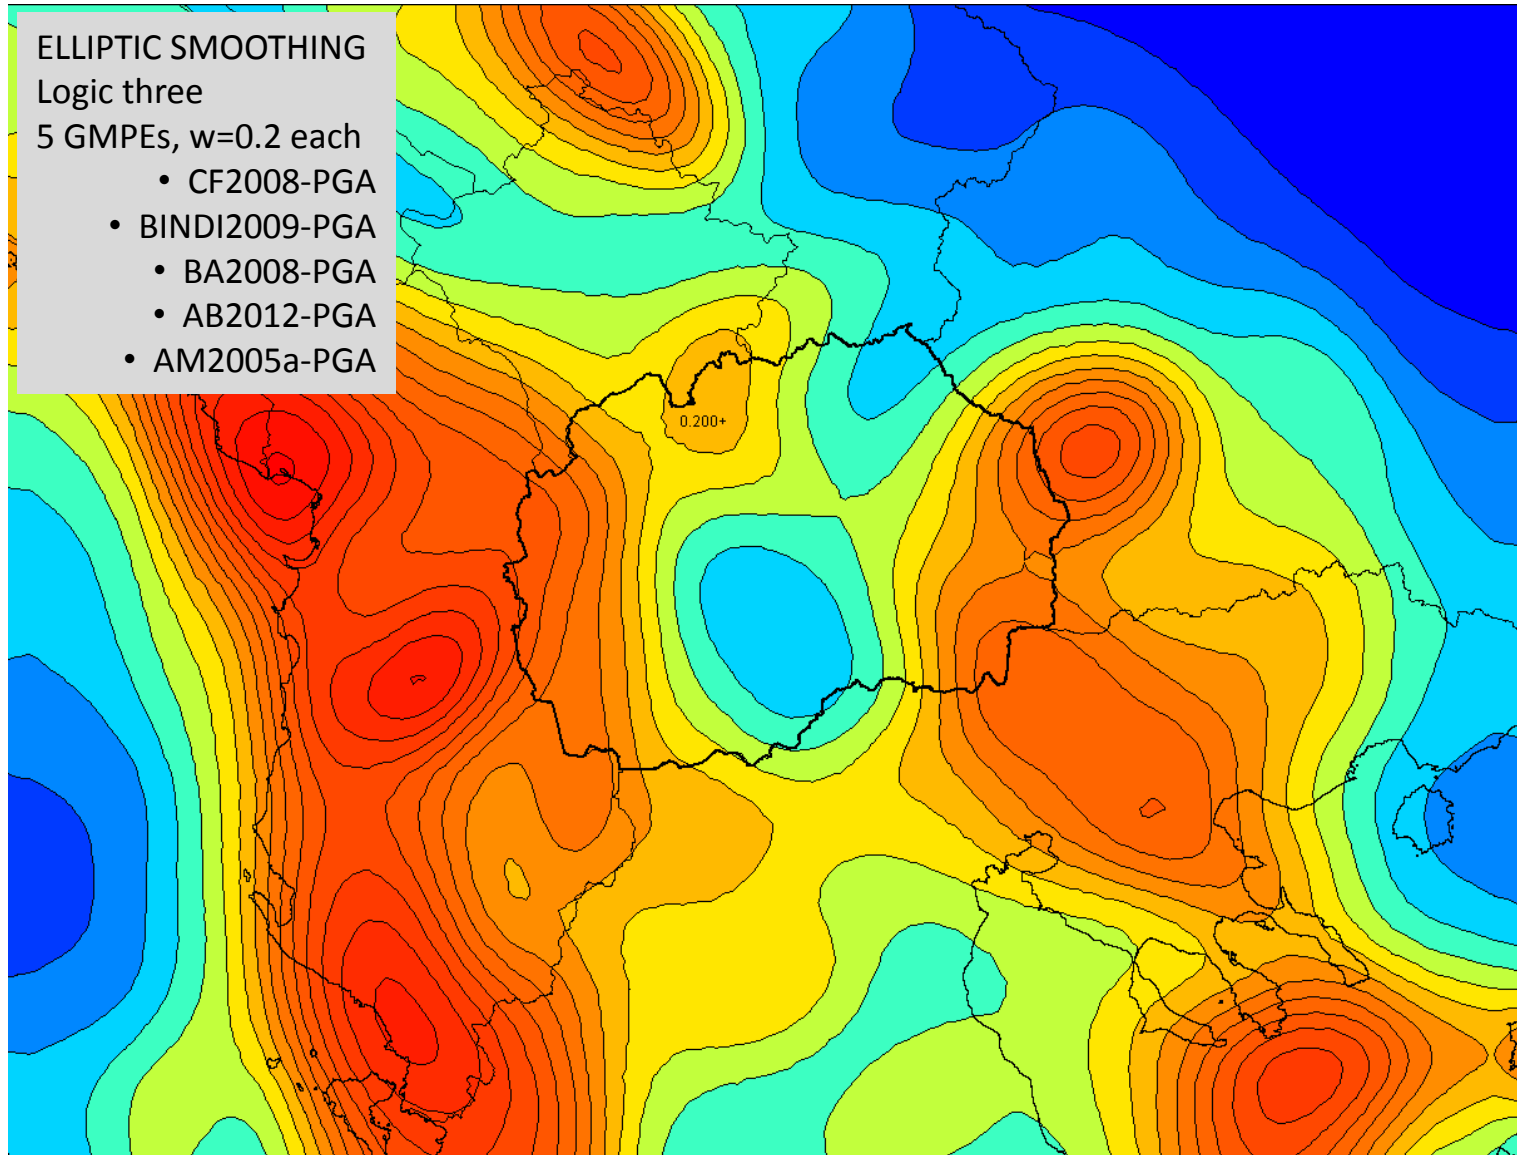 ELLIPTIC SMOOTHING
Logic three
5 GMPEs, w=0.2 each
• CF2008-PGA
• BINDI2009-PGA
• BA2008-PGA
• AB2012-PGA
• AM2005a-PGA
0.200+